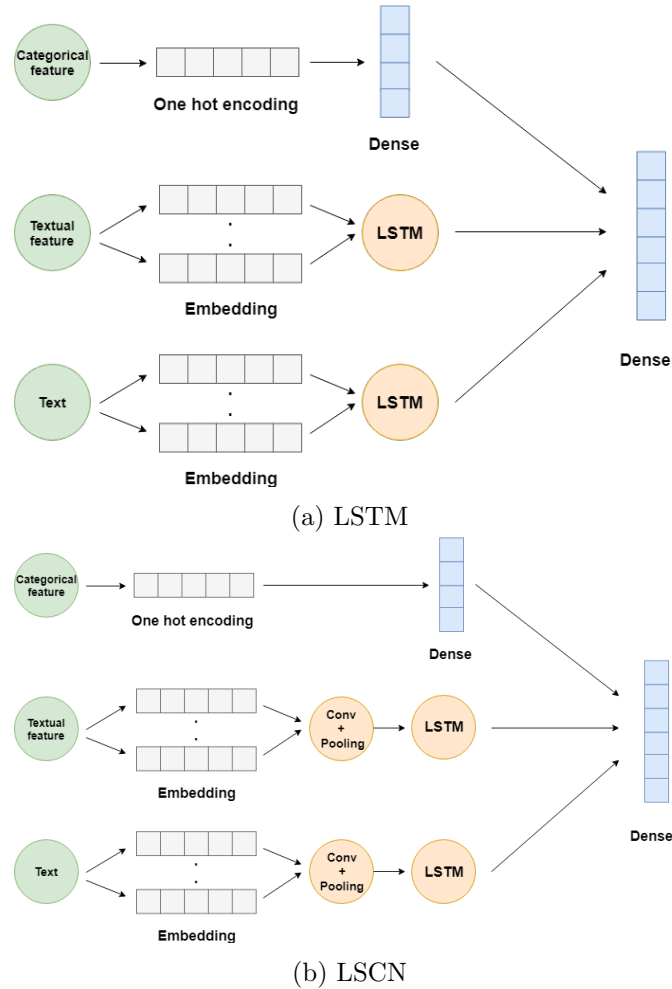 Categorical
feature
One hot encoding
Dense
Textual
feature
LSTM
Embedding
Dense
Text
LSTM
Embedding
(a) LSTM
Categorical
feature
One hot encoding
Dense
Textual
feature
Conv
+
Pooling
LSTM
Embedding
Dense
Text
Conv
+
Pooling
LSTM
Embedding
(b) LSCN